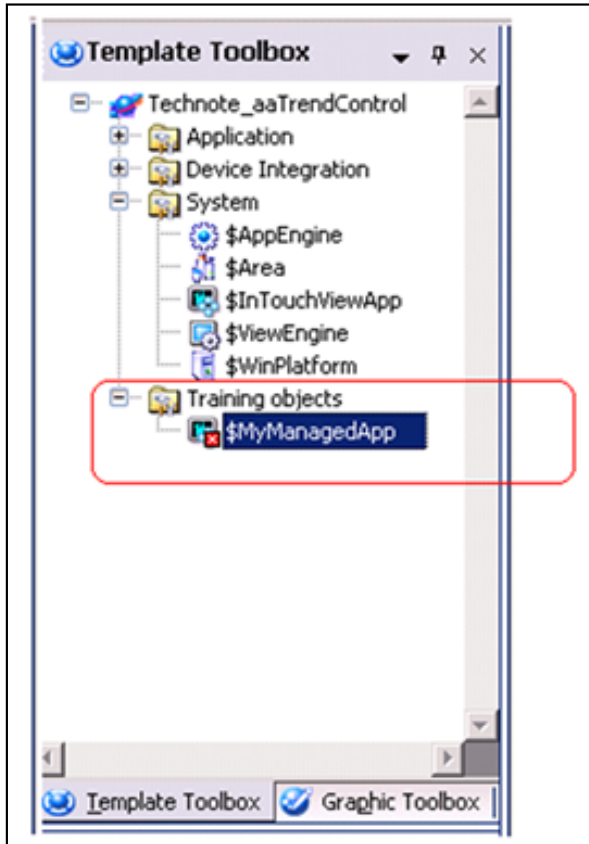 Template Toolbox
Technote_aaTrendControl
Application
Device Integration
System
$AppEngine
$Area
$InTouchViewApp
$ViewEngine
$WinPlatform
Training objects
$MyManagedApp
Template Toolbox Graphic Toolbox